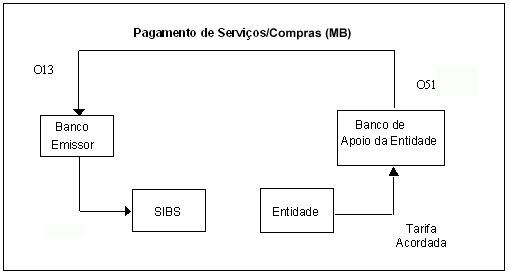 Pagamento de Serviços/Compras (MB)
O13
O51
Banco
Emissor
Banco de
Apoio da Entidade
SIBS
Entidade
Tarifa
Acordada